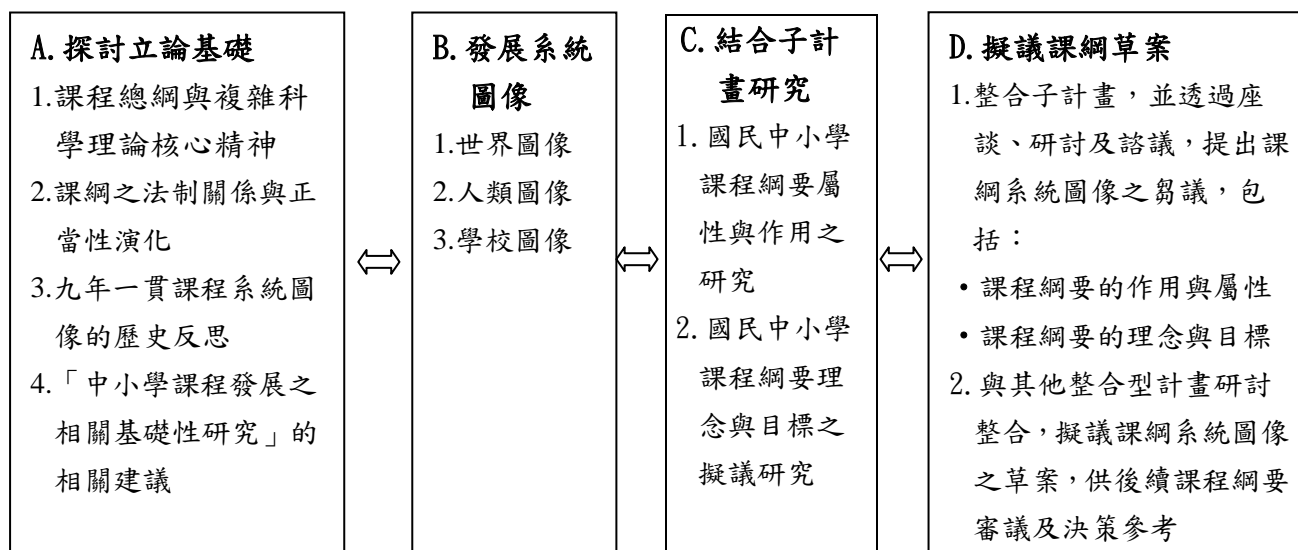 A.探討立論基礎
1.課程總綱與複雜科
學理論核心精神
2.課綱之法制關係與正
當性演化
3.九年一貫課程系統圖
像的歷史反思
4.「中小學課程發展之
相關基礎性研究」的
相關建議
B.發展系統
圖像
1.世界圖像
2.人類圖像
3.學校圖像
C.結合子計
畫研究
1.國民中小學
課程綱要屬
性與作用之
研究
2.國民中小學
課程綱要理
念與目標之
擬議研究
D.擬議課綱草案
1.整合子計畫，並透過座
談、研討及諮議，提出課
綱系統圖像之芻議，包
括：
•課程綱要的作用與屬性
•課程綱要的理念與目標
2.與其他整合型計畫研討
整合，擬議課綱系統圖像
之草案，供後續課程綱要
審議及決策參考